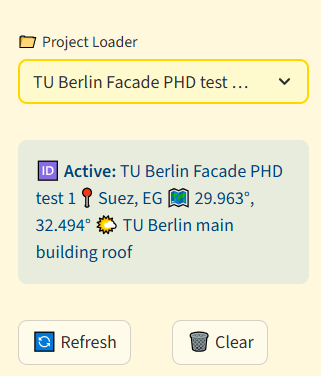 Project Loader
TU Berlin Facade PHD test ...
🆔 Active: TU Berlin Facade PHD
test 1 📍 Suez, EG 🗺️ 29.963°,
32.494° 🌤️ TU Berlin main
building roof
🔄 Refresh
🗑️ Clear